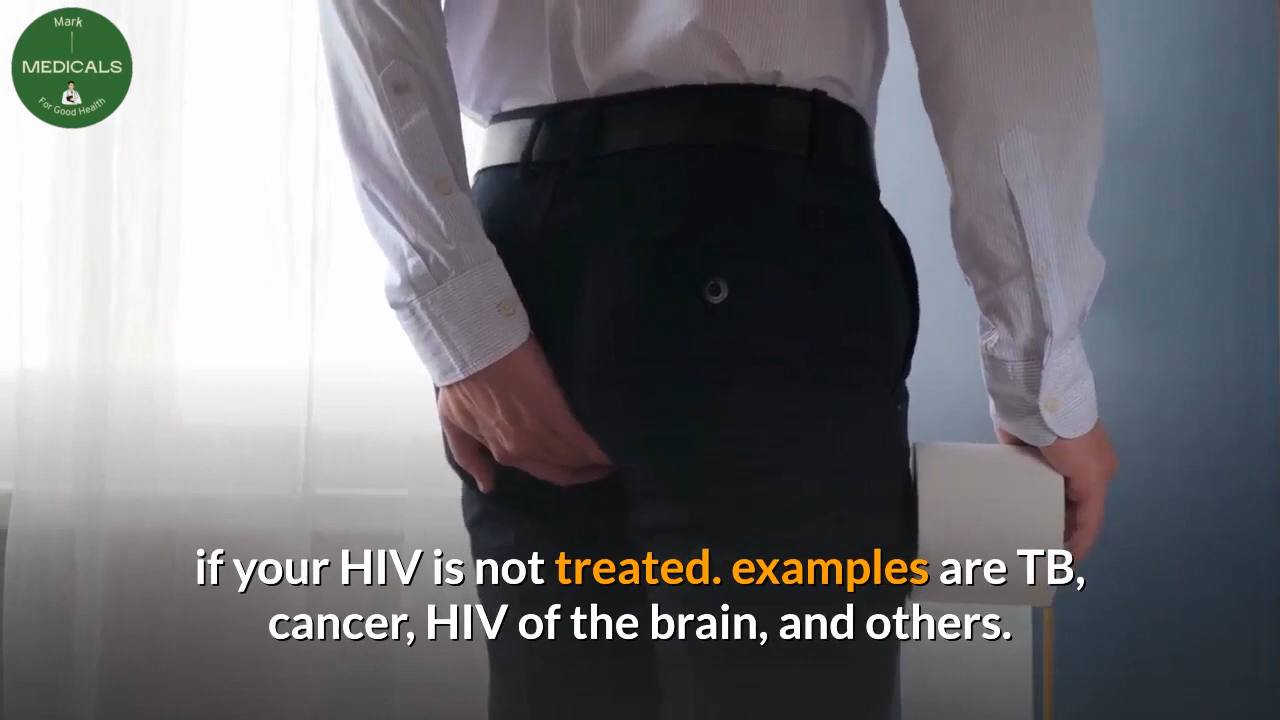 Mark
MEDICALS
For Good Health
if your HIV is not treated. examples are TB,
cancer, HIV of the brain, and others.